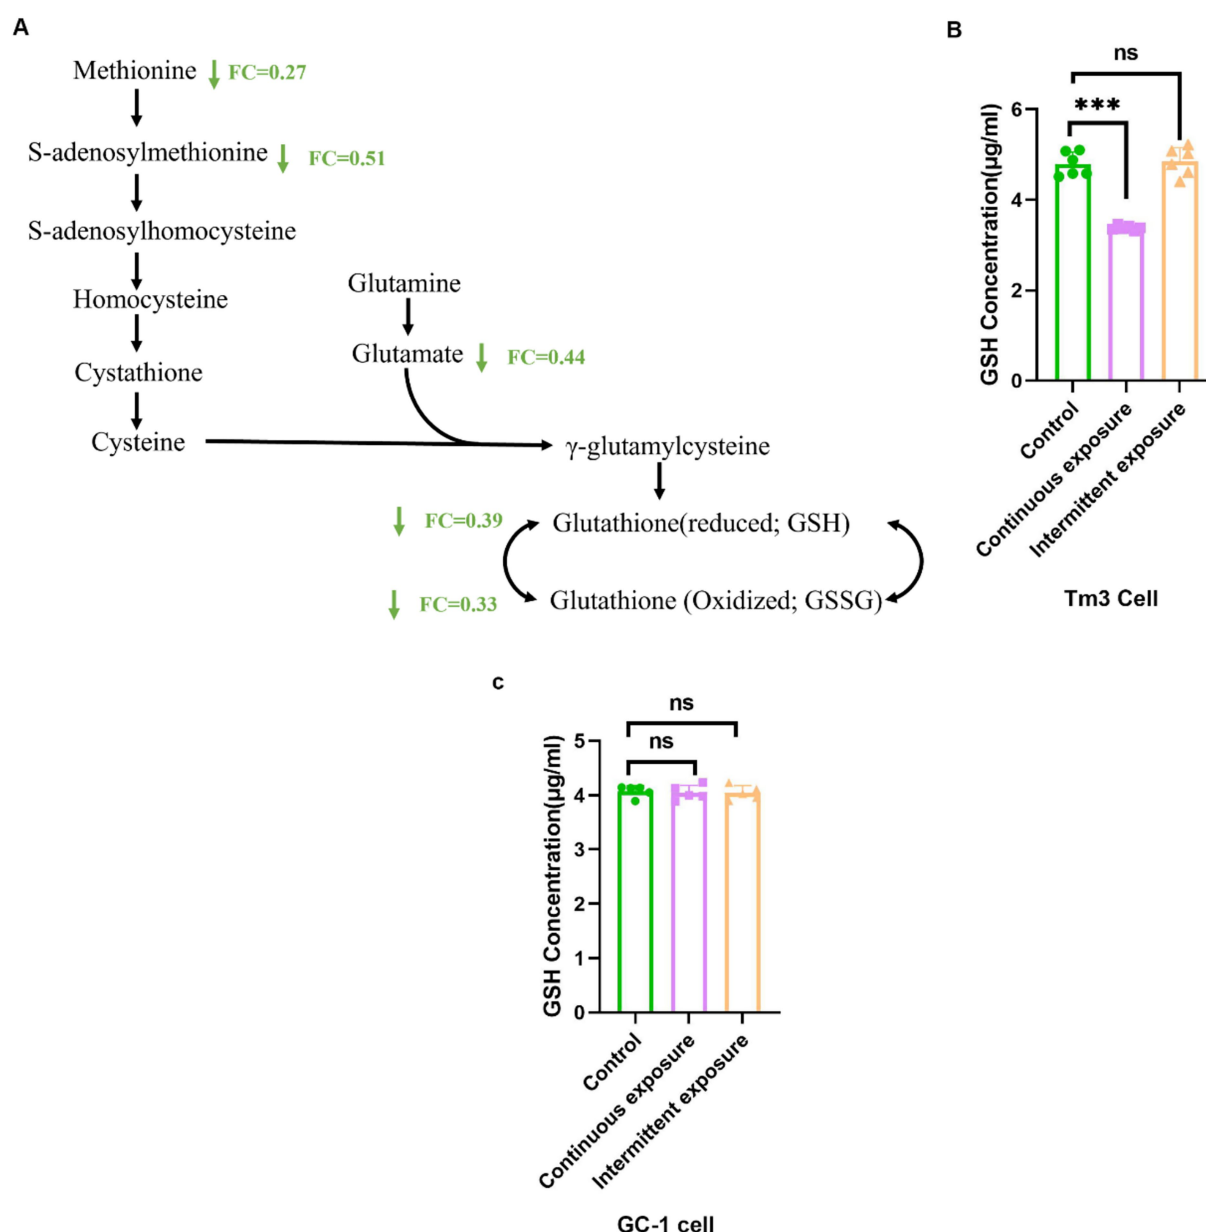 A
Methionine FC=0.27
S-adenosylmethionine FC=0.51
S-adenosylhomocysteine
Homocysteine
Cystathione
Cysteine
Glutamine
Glutamate FC=0.44
γ-glutamylcysteine
FC=0.39 Glutathione(reduced; GSH)
FC=0.33 Glutathione (Oxidized; GSSG)
B
ns
***
GSH Concentration(μg/ml)
6
4
2
0
Control
Continuous exposure
Intermittent exposure
Tm3 Cell
c
ns
ns
GSH Concentration(μg/ml)
5
4
3
2
1
0
Control
Continuous exposure
Intermittent exposure
GC-1 cell